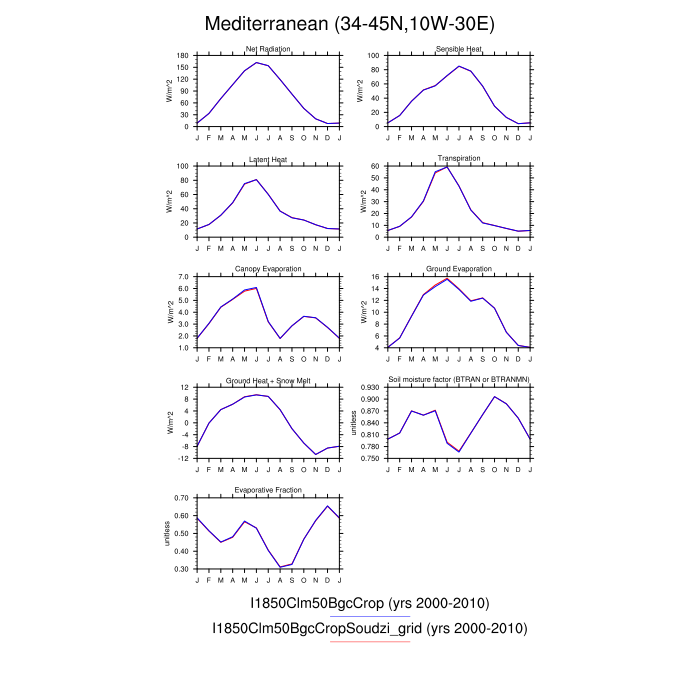 Mediterranean (34-45N,10W-30E)
Net Radiation
W/m^2
180
150
120
90
60
30
0
J F M A M J J A S O N D J
Sensible Heat
W/m^2
100
80
60
40
20
0
J F M A M J J A S O N D J
Latent Heat
W/m^2
100
80
60
40
20
0
J F M A M J J A S O N D J
Transpiration
W/m^2
60
50
40
30
20
10
0
J F M A M J J A S O N D J
Canopy Evaporation
W/m^2
7.0
6.0
5.0
4.0
3.0
2.0
1.0
J F M A M J J A S O N D J
Ground Evaporation
W/m^2
16
14
12
10
8
6
4
J F M A M J J A S O N D J
Ground Heat + Snow Melt
W/m^2
12
8
4
0
-4
-8
-12
J F M A M J J A S O N D J
Soil moisture factor (BTRAN or BTRANMN)
unitless
0.930
0.900
0.870
0.840
0.810
0.780
0.750
J F M A M J J A S O N D J
Evaporative Fraction
unitless
0.70
0.60
0.50
0.40
0.30
J F M A M J J A S O N D J
I1850Clm50BgcCrop (yrs 2000-2010)
I1850Clm50BgcCropSoudzi_grid (yrs 2000-2010)